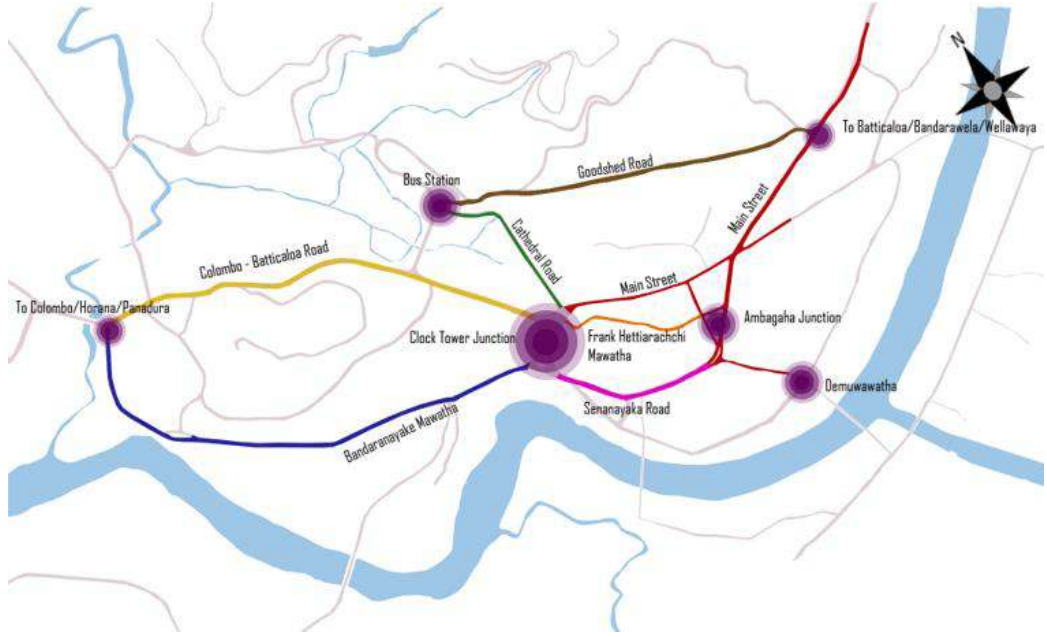 N
To Batticaloa/Bandarawela/Wellawaya
Goodshed Road
Bus Station
Main Street
Cathedral Road
Colombo - Batticaloa Road
Main Street
To Colombo/Horana/Panadura
Ambagaha Junction
Clock Tower Junction
Frank Hettiarachchi
Mawatha
Demuwawatha
Senanayaka Road
Bandaranayake Mawatha